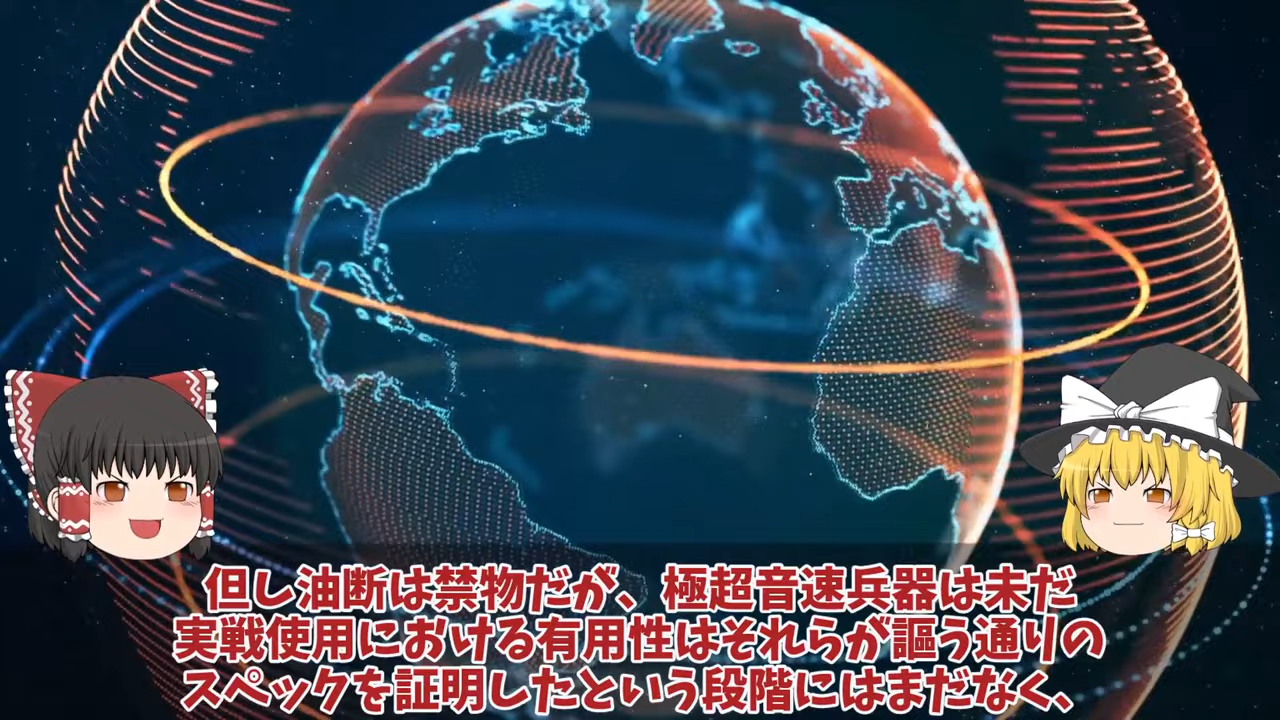 但し油断は禁物だが、極超音速兵器は未だ
実戦使用における有用性はそれらが謳う通りの
スペックを証明したという段階にはまだなく、